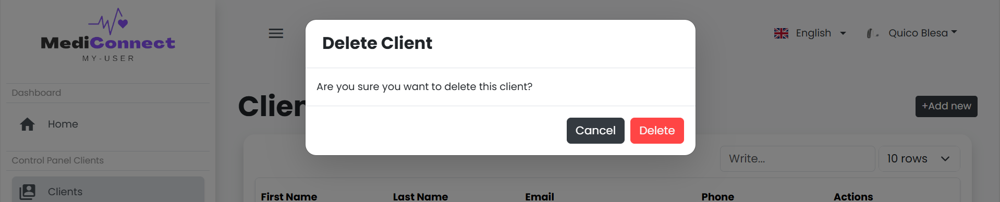 MediConnect
MY-USER
Dashboard
Home
Control Panel Clients
Clients
English
Quico Blesa
Delete Client
Are you sure you want to delete this client?
Cancel
Delete
Clien
+Add new
Write...
10 rows
First Name
Last Name
Email
Phone
Actions